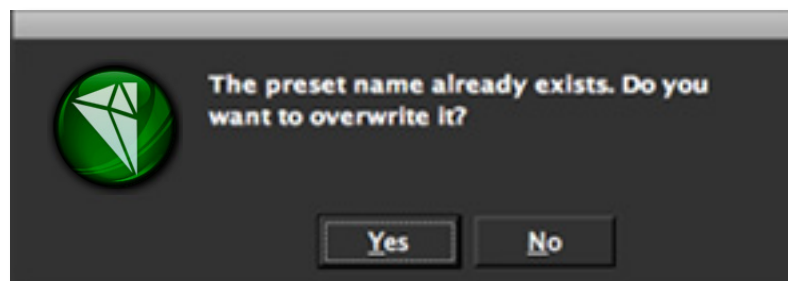 The preset name already exists. Do you
want to overwrite it?
Yes
No